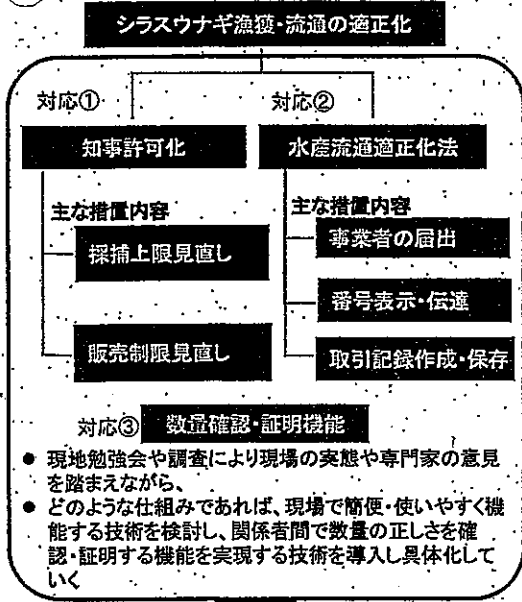 シラスウナギ漁獲・流通の適正化
対応① 対応②
知事許可化 水産流通適正化法
主な措置内容 主な措置内容
採捕上限見直し 事業者の届出
番号表示・伝達
販売制限見直し 取引記録作成・保存
対応③ 数量確認・証明機能
● 現地勉強会や調査により現場の実態や専門家の意見
を踏まえながら、
● どのような仕組みであれば、現場で簡便・使いやすく機
能する技術を検討し、関係者間で数量の正しさを確
認・証明する機能を実現する技術を導入し具体化して
いく